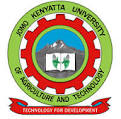 JOMO KENYATTA UNIVERSITY
OF AGRICULTURE AND TECHNOLOGY
TECHNOLOGY FOR DEVELOPMENT